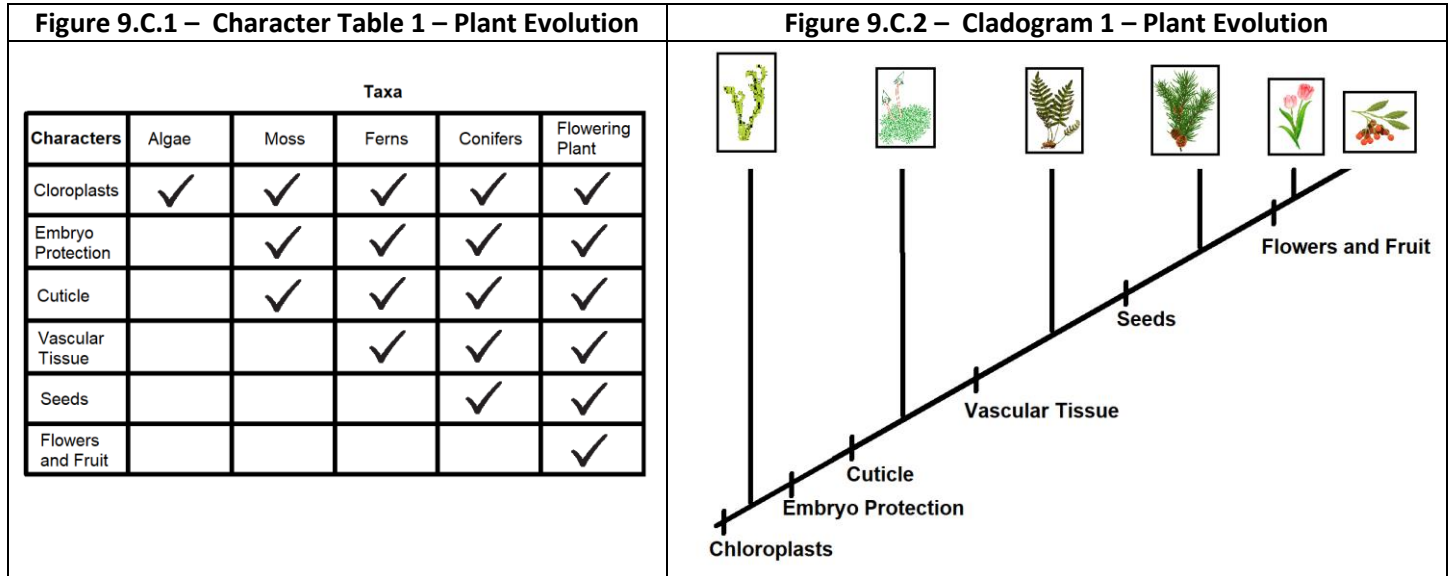 Figure 9.C.1 – Character Table 1 – Plant Evolution
Taxa
Characters Algae Moss Ferns Conifers Flowering
Plant
Cloroplasts ✓ ✓ ✓ ✓ ✓
Embryo
Protection ✓ ✓ ✓ ✓
Cuticle ✓ ✓ ✓ ✓
Vascular
Tissue ✓ ✓ ✓
Seeds ✓ ✓
Flowers
and Fruit ✓
Figure 9.C.2 – Cladogram 1 – Plant Evolution
Flowers and Fruit
Seeds
Vascular Tissue
Cuticle
Embryo Protection
Chloroplasts